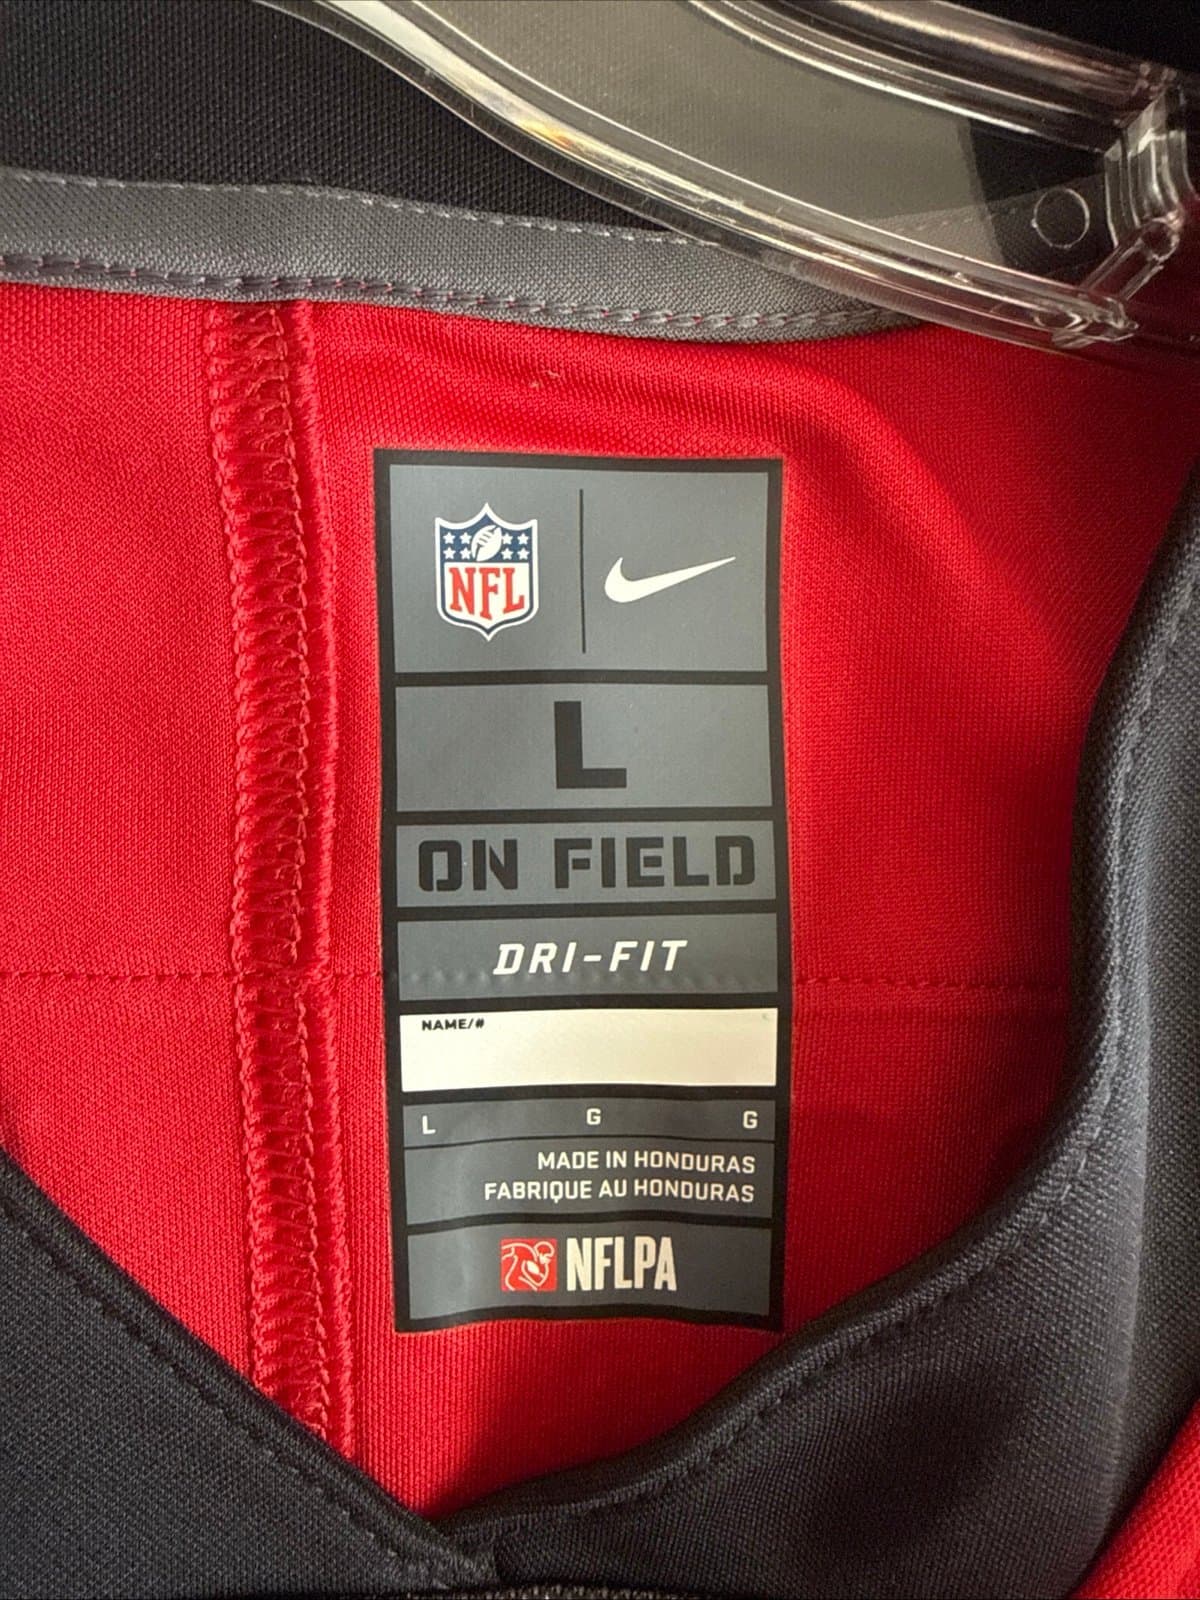 NFL
L
ON FIELD
DRI-FIT
NAME/#
L G G
MADE IN HONDURAS
FABRIQUE AU HONDURAS
NFLPA